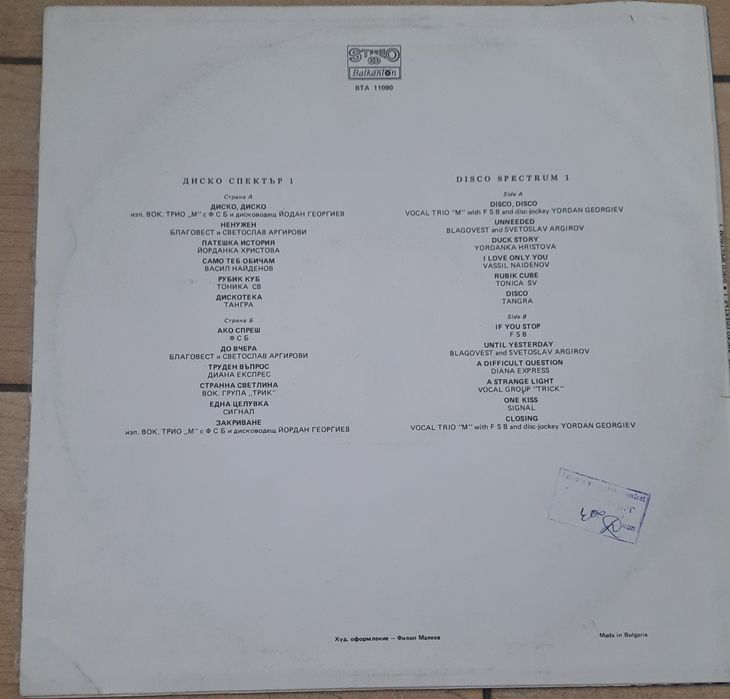 STEREO
Balkanton
ВТА 11090
ДИСКО СПЕКТЪР 1
Страна А
ДИСКО, ДИСКО
изп. ВОК. ТРИО „М" с Ф С Б и дисководещ ЙОДАН ГЕОРГИЕВ
НЕНУЖЕН
БЛАГОВЕСТ и СВЕТОСЛАВ АРГИРОВИ
ПАТЕШКА ИСТОРИЯ
ЙОРДАНКА ХРИСТОВА
САМО ТЕБ ОБИЧАМ
ВАСИЛ НАЙДЕНОВ
РУБИК КУБ
ТОНИКА СВ
ДИСКОТЕКА
ТАНГРА
Страна Б
АКО СПРЕШ
Ф С Б
ДО ВЧЕРА
БЛАГОВЕСТ и СВЕТОСЛАВ АРГИРОВИ
ТРУДЕН ВЪПРОС
ДИАНА ЕКСПРЕС
СТРАННА СВЕТЛИНА
ВОК. ГРУПА „ТРИК"
ЕДНА ЦЕЛУВКА
СИГНАЛ
ЗАКРИВАНЕ
изп. ВОК. ТРИО „М" с Ф С Б и дисководещ ЙОРДАН ГЕОРГИЕВ
DISCO SPECTRUM 1
Side A
DISCO, DISCO
VOCAL TRIO "M" with F S B and disc-jockey YORDAN GEORGIEV
UNNEEDED
BLAGOVEST and SVETOSLAV ARGIROV
DUCK STORY
YORDANKA HRISTOVA
I LOVE ONLY YOU
VASSIL NAIDENOV
RUBIK CUBE
TONICA SV
DISCO
TANGRA
Side B
IF YOU STOP
F S B
UNTIL YESTERDAY
BLAGOVEST and SVETOSLAV ARGIROV
A DIFFICULT QUESTION
DIANA EXPRESS
A STRANGE LIGHT
VOCAL GROUP "TRICK"
ONE KISS
SIGNAL
CLOSING
VOCAL TRIO "M" with F S B and disc-jockey YORDAN GEORGIEV
Худ. оформление — Филип Малеев
Made in Bulgaria
ДИСКО СПЕКТЪР 1 • DISCO SPECTRUM 1